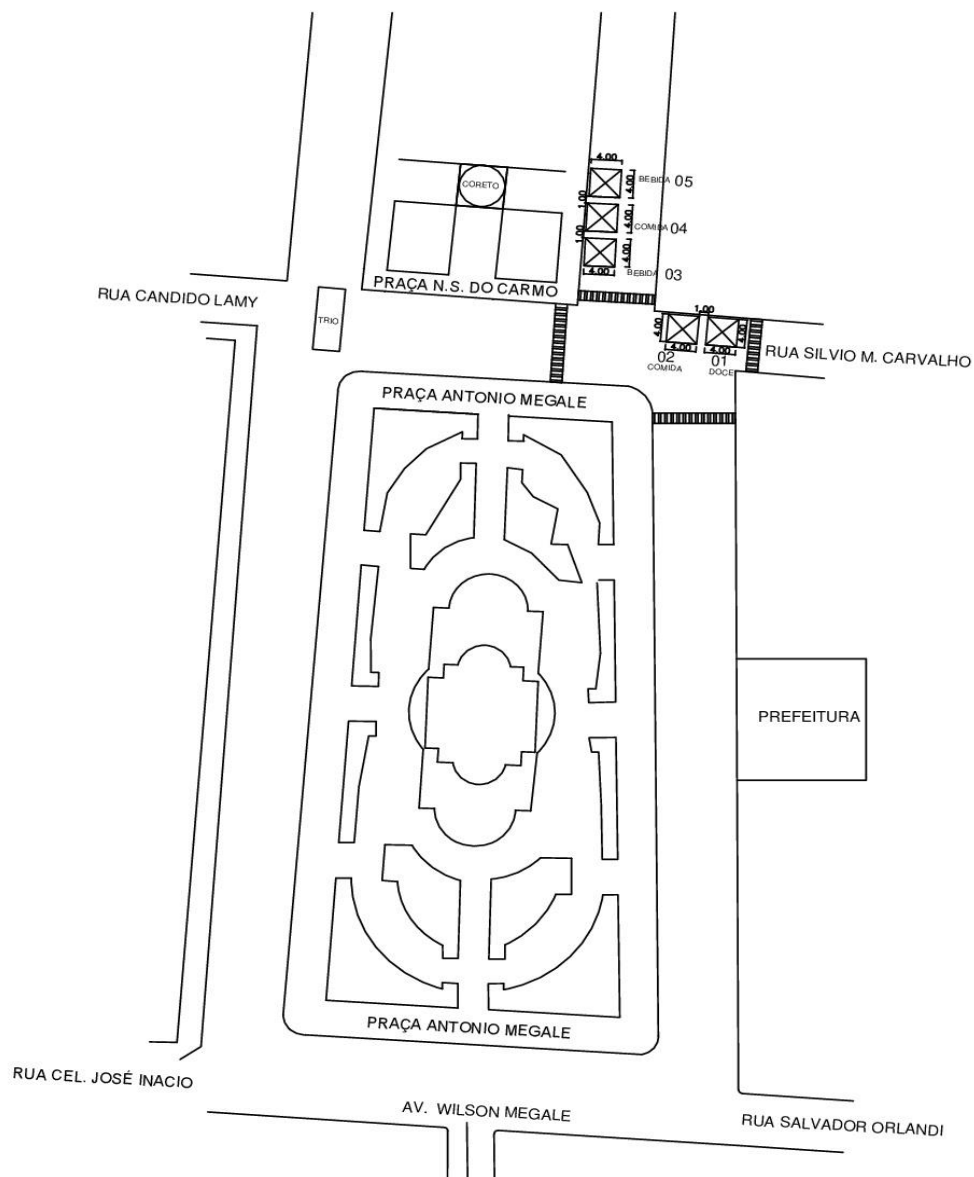 4.00
CORETO
4.00
BEBIDA 05
1.00
4.00
COMIDA 04
1.00
4.00
4.00
BEBIDA 03
PRAÇA N.S. DO CARMO
RUA CANDIDO LAMY
TRIO
1.00
4.00
4.00
4.00
4.00
RUA SILVIO M. CARVALHO
02
COMIDA
01
DOCE
PRAÇA ANTONIO MEGALE
PREFEITURA
PRAÇA ANTONIO MEGALE
RUA CEL. JOSÉ INACIO
AV. WILSON MEGALE
RUA SALVADOR ORLANDI